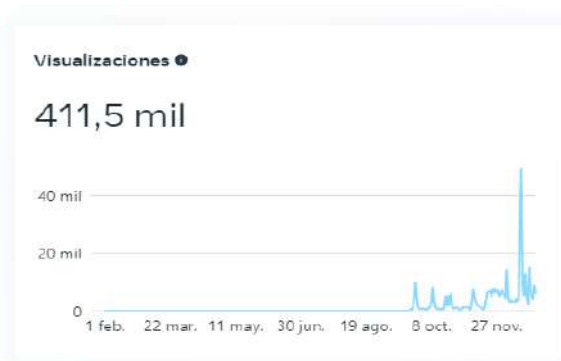 Visualizaciones
411,5 mil
40 mil
20 mil
0
1 feb. 22 mar. 11 may. 30 jun. 19 ago. 8 oct. 27 nov.